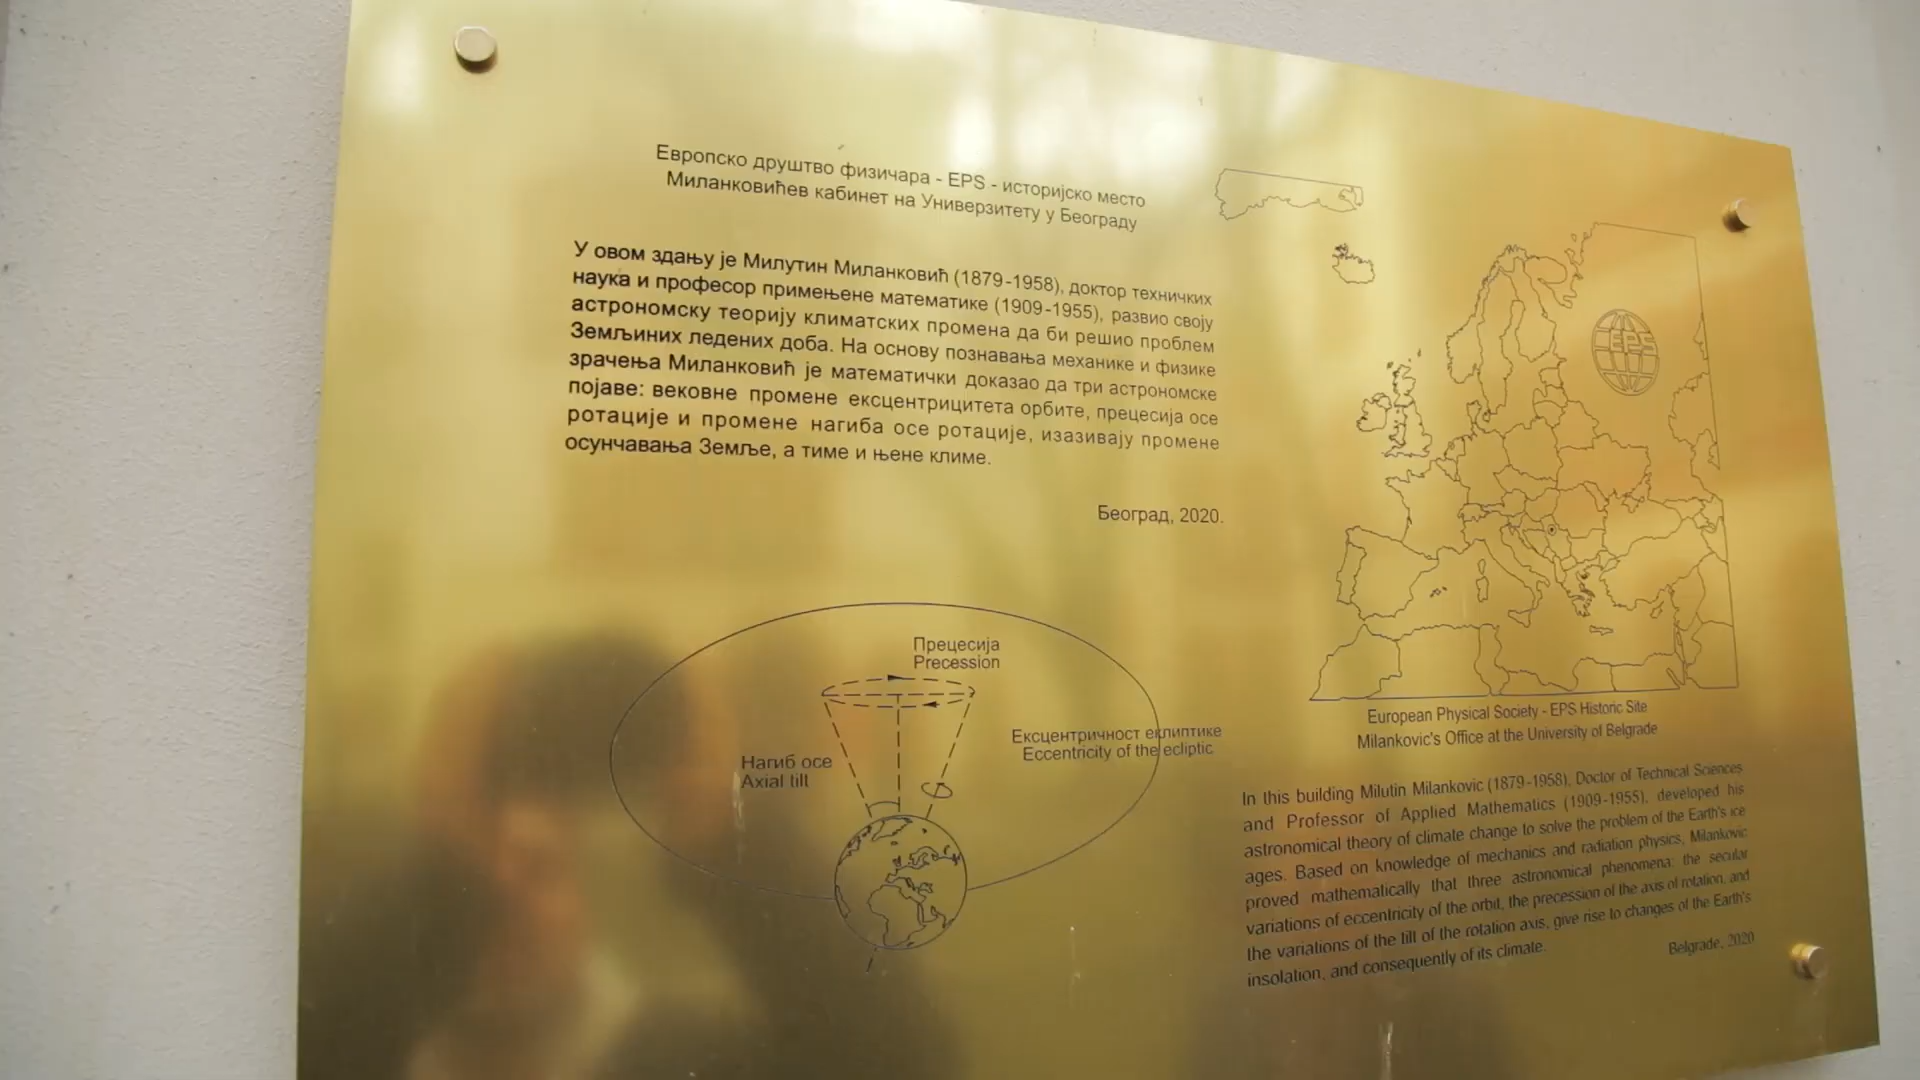 Европско друштво физичара - EPS - историјско место
Миланковићев кабинет на Универзитету у Београду
У овом здању је Милутин Миланковић (1879-1958), доктор техничких
наука и професор примењене математике (1909-1955), развио своју
астрономску теорију климатских промена да би решио проблем
Земљиних ледених доба. На основу познавања механике и физике
зрачења Миланковић је математички доказао да три астрономске
појаве: вековне промене ексцентрицитета орбите, прецесија осе
ротације и промене нагиба осе ротације, изазивају промене
осунчавања Земље, а тиме и њене климе.
Београд, 2020.
EPS
Прецесија
Precession
Ексцентричност еклиптике
Eccentricity of the ecliptic
Нагиб осе
Axial tilt
European Physical Society - EPS Historic Site
Milankovic's Office at the University of Belgrade
In this building Milutin Milankovic (1879-1958), Doctor of Technical Sciences
and Professor of Applied Mathematics (1909-1955), developed his
astronomical theory of climate change to solve the problem of the Earth's ice
ages. Based on knowledge of mechanics and radiation physics, Milankovic
proved mathematically that three astronomical phenomena: the secular
variations of eccentricity of the orbit, the precession of the axis of rotation, and
the variations of the till of the rotation axis, give rise to changes of the Earth's
insolation, and consequently of its climate.
Belgrade, 2020